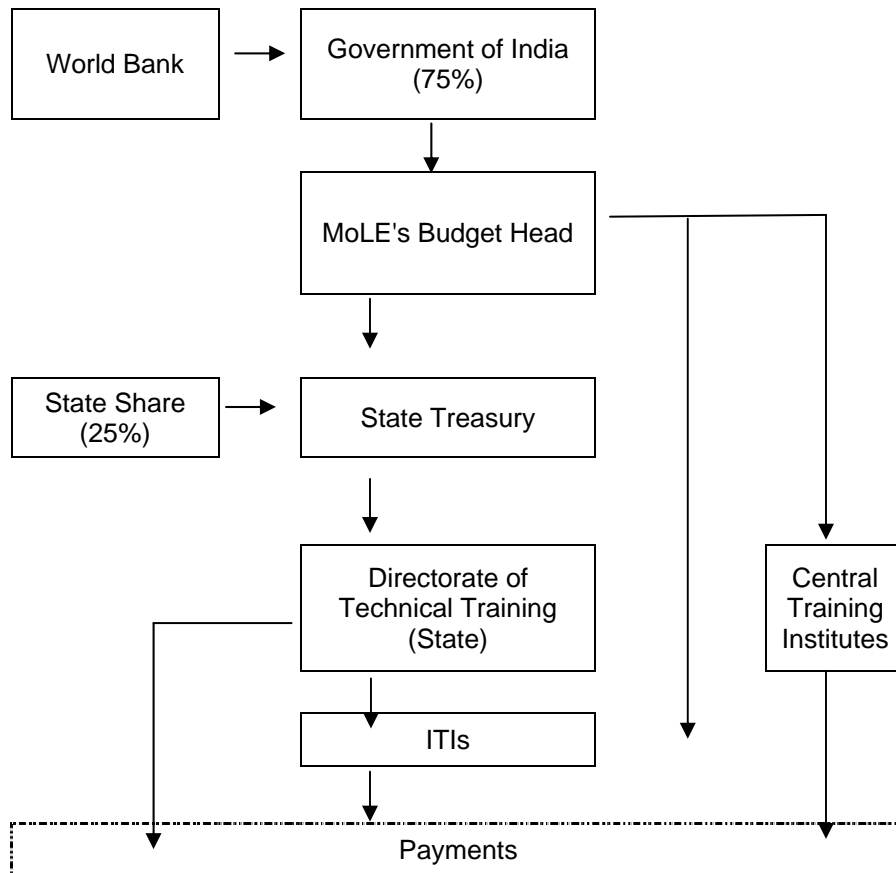 World Bank
Government of India
(75%)
MoLE's Budget Head
State Share
(25%)
State Treasury
Directorate of
Technical Training
(State)
Central
Training
Institutes
ITIs
Payments